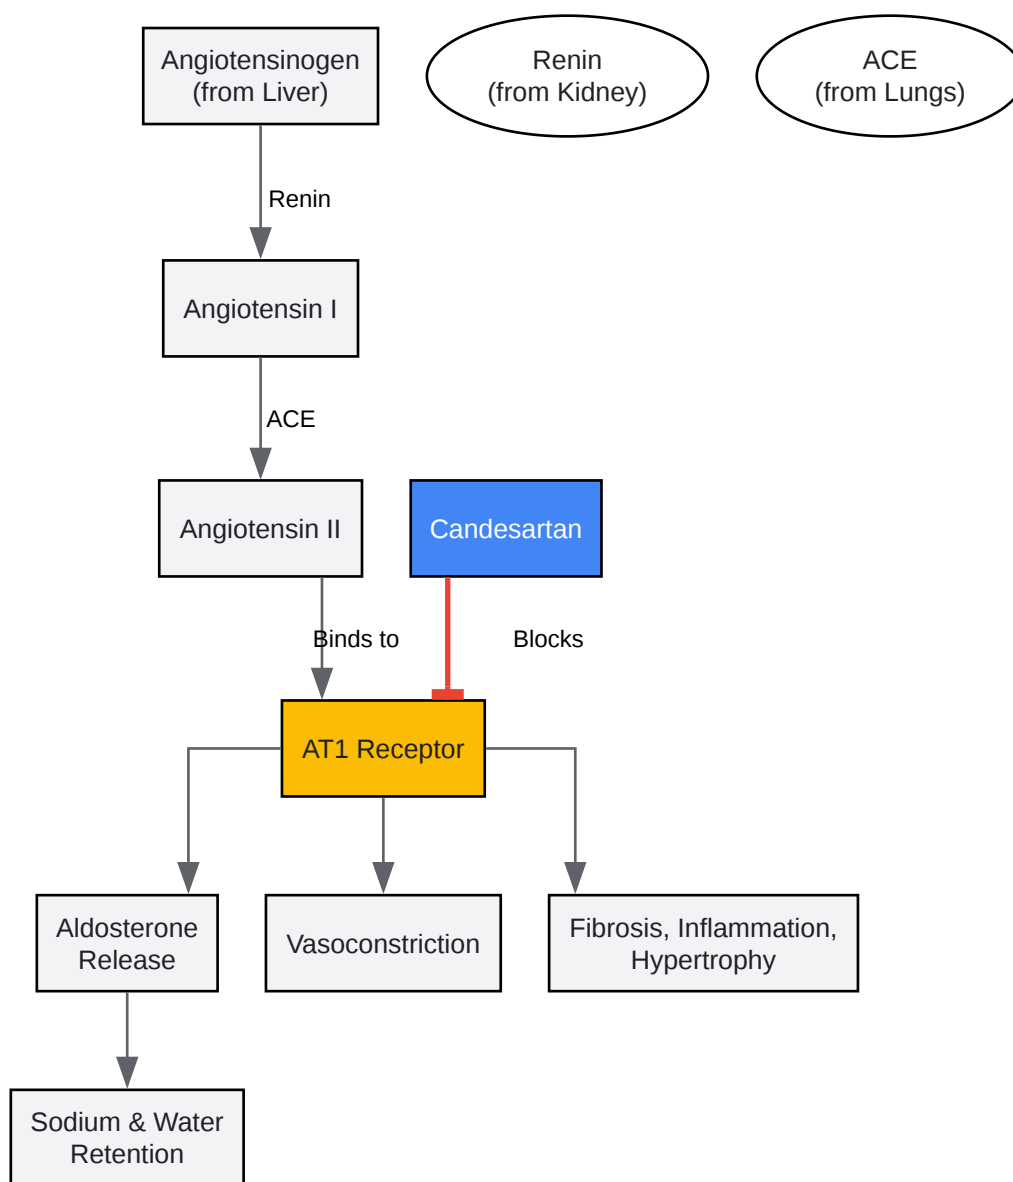 Angiotensinogen
(from Liver)
Renin
(from Kidney)
ACE
(from Lungs)
Renin
Angiotensin I
ACE
Angiotensin II
Candesartan
Binds to
Blocks
AT1 Receptor
Aldosterone
Release
Vasoconstriction
Fibrosis, Inflammation,
Hypertrophy
Sodium & Water
Retention